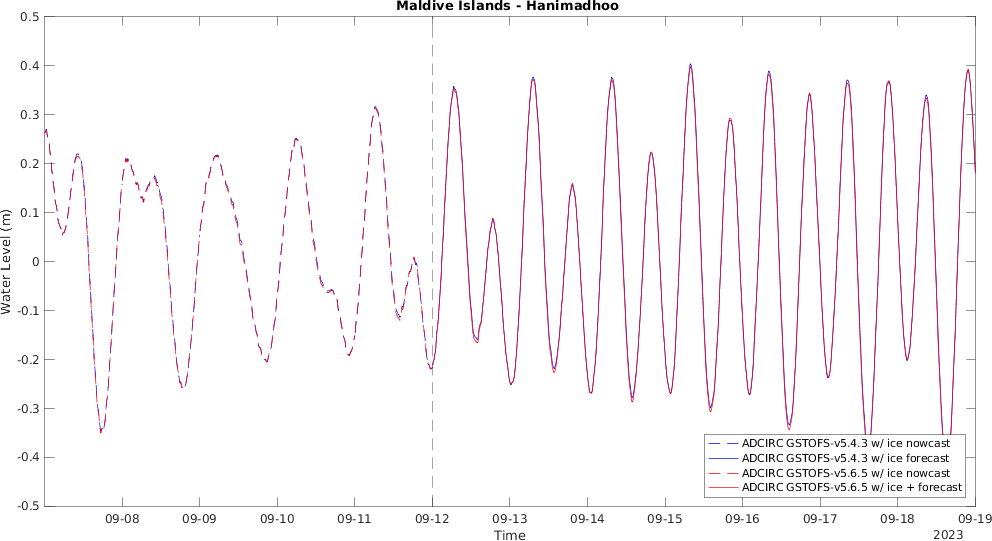 Maldive Islands - Hanimadhoo
0.5
0.4
0.3
0.2
0.1
0
-0.1
-0.2
-0.3
-0.4
-0.5
Water Level (m)
ADCIRC GSTOFS-v5.4.3 w/ ice nowcast
ADCIRC GSTOFS-v5.4.3 w/ ice forecast
ADCIRC GSTOFS-v5.6.5 w/ ice nowcast
ADCIRC GSTOFS-v5.6.5 w/ ice + forecast
09-08 09-09 09-10 09-11 09-12 09-13 09-14 09-15 09-16 09-17 09-18 09-19
Time
2023